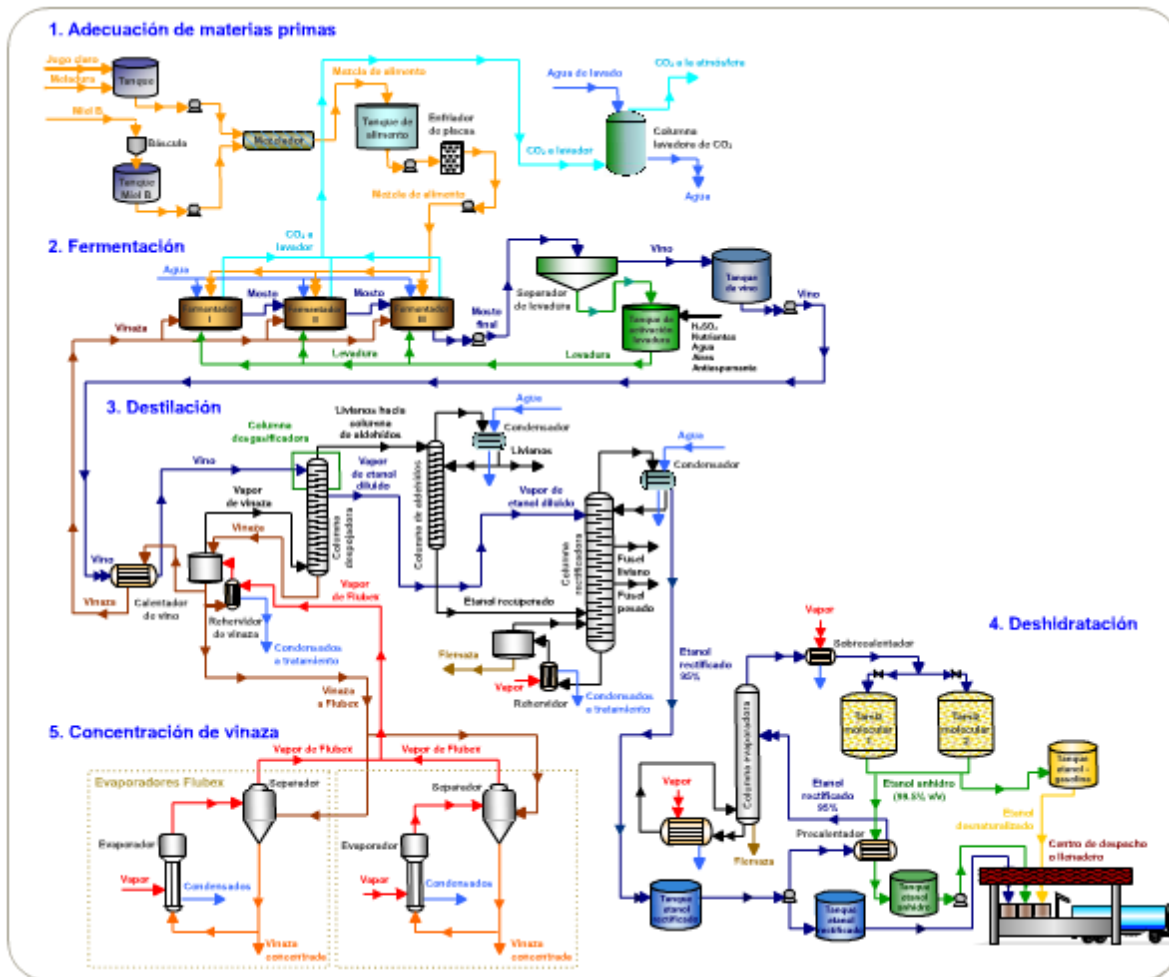 1. Adecuación de materias primas
Jugo claro
Meladura
Tanque
Miel B
Báscula
Tanque
Miel B
Mezclador
Mezcla de alimento
Tanque de
alimento
Enfriador
de placas
Mezcla de alimento
Agua de lavado
CO₂ a la atmósfera
Columna
lavadora de CO₂
CO₂ a lavador
Agua
2. Fermentación
CO₂ a
lavador
Agua
Fermentador
I
Mosto
Fermentador
II
Mosto
Fermentador
III
Mosto
final
Vinaza
Levadura
Separador
de levadura
Vino
Tanque
de vino
Vino
Tanque de
activación
levadura
H₂SO₄
Nutrientes
Agua
Aires
Antiespumante
Levadura
3. Destilación
Columna
desgasificadora
Livianos hacia
columna
de aldehídos
Agua
Condensador
Livianos
Agua
Condensador
Vino
Vapor
de etanol
diluido
Vapor de
etanol diluido
Vapor
de vinaza
Vinaza
Columna
despojadora
Columna de aldehídos
Columna
rectificadora
Fusel
liviano
Fusel
pesado
Vino
Vinaza
Calentador
de vino
Rehervidor
de vinaza
Vapor
de Flubex
Etanol recuperado
Condensados
a tratamiento
Flemaza
Vapor
Rehervidor
Condensados
a tratamiento
Etanol
rectificado
95%
Vinaza
a Flubex
4. Deshidratación
Vapor
Sobrecalentador
Tamiz
molecular
1
Tamiz
molecular
2
Columna evaporadora
Vapor
Flemaza
Etanol
rectificado
95%
Etanol anhidro
(99.5% v/v)
Tanque
etanol -
gasolina
Etanol
desnaturalizado
Precalentador
Centro de despacho
o llenadero
Tanque
etanol
rectificado
Tanque
etanol
rectificado
Tanque
etanol
anhidro
5. Concentración de vinaza
Vapor de Flubex
Vapor de Flubex
Evaporadores Flubex
Separador
Evaporador
Vapor
Condensados
Vinaza
concentrada
Separador
Evaporador
Vapor
Condensados
Vinaza
concentrada